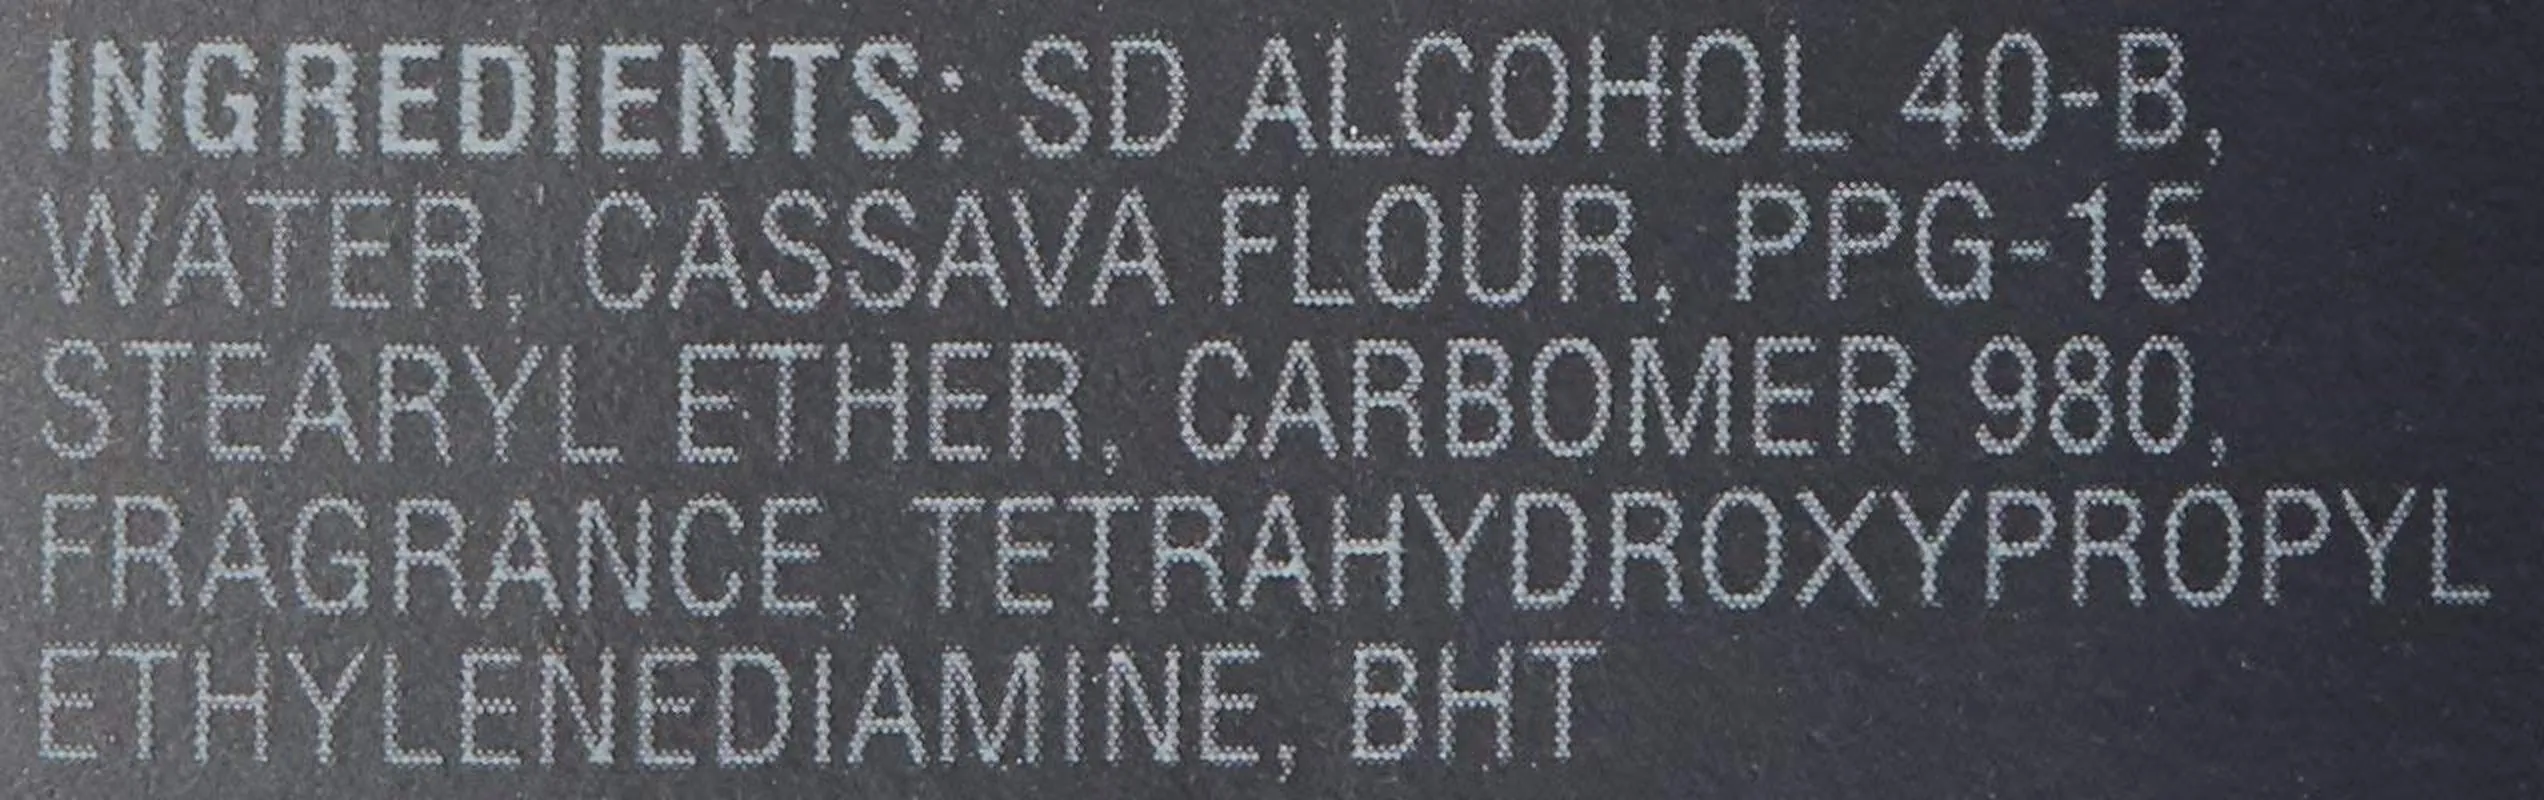 INGREDIENTS: SD ALCOHOL 40-B,
WATER, CASSAVA FLOUR, PPG-15
STEARYL ETHER, CARBOMER 980,
FRAGRANCE, TETRAHYDROXYPROPYL
ETHYLENEDIAMINE, BHT